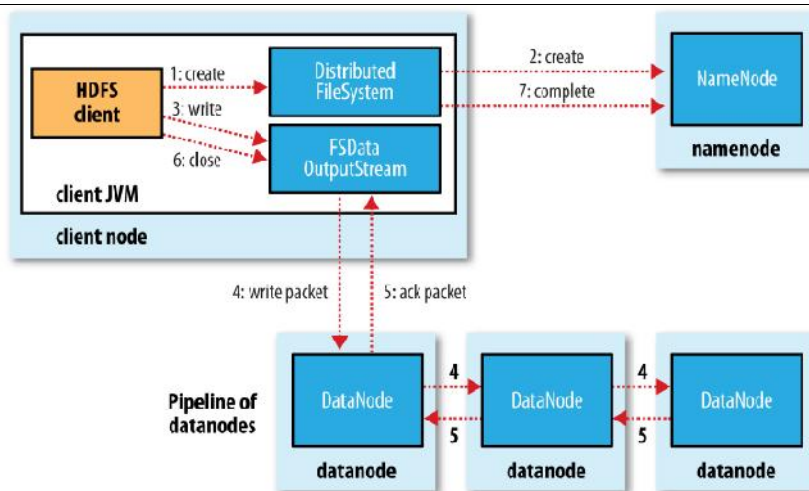 HDFS
client
1: create
3: write
6: close
Distributed
FileSystem
FSData
OutputStream
client JVM
client node
2: create
7: complete
NameNode
namenode
4: write packet
5: ack packet
Pipeline of
datanodes
DataNode
datanode
4
5
DataNode
datanode
4
5
DataNode
datanode